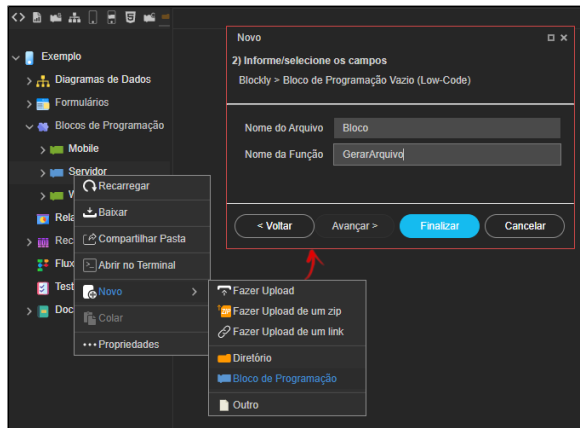 Exemplo
Diagramas de Dados
Formulários
Blocos de Programação
Mobile
Servidor
Recarregar
Baixar
Compartilhar Pasta
Abrir no Terminal
Novo
Colar
Propriedades
Fazer Upload
Fazer Upload de um zip
Fazer Upload de um link
Diretório
Bloco de Programação
Outro
Novo
2) Informe/selecione os campos
Blockly > Bloco de Programação Vazio (Low-Code)
Nome do Arquivo Bloco
Nome da Função GerarArquivo
< Voltar Avançar > Finalizar Cancelar